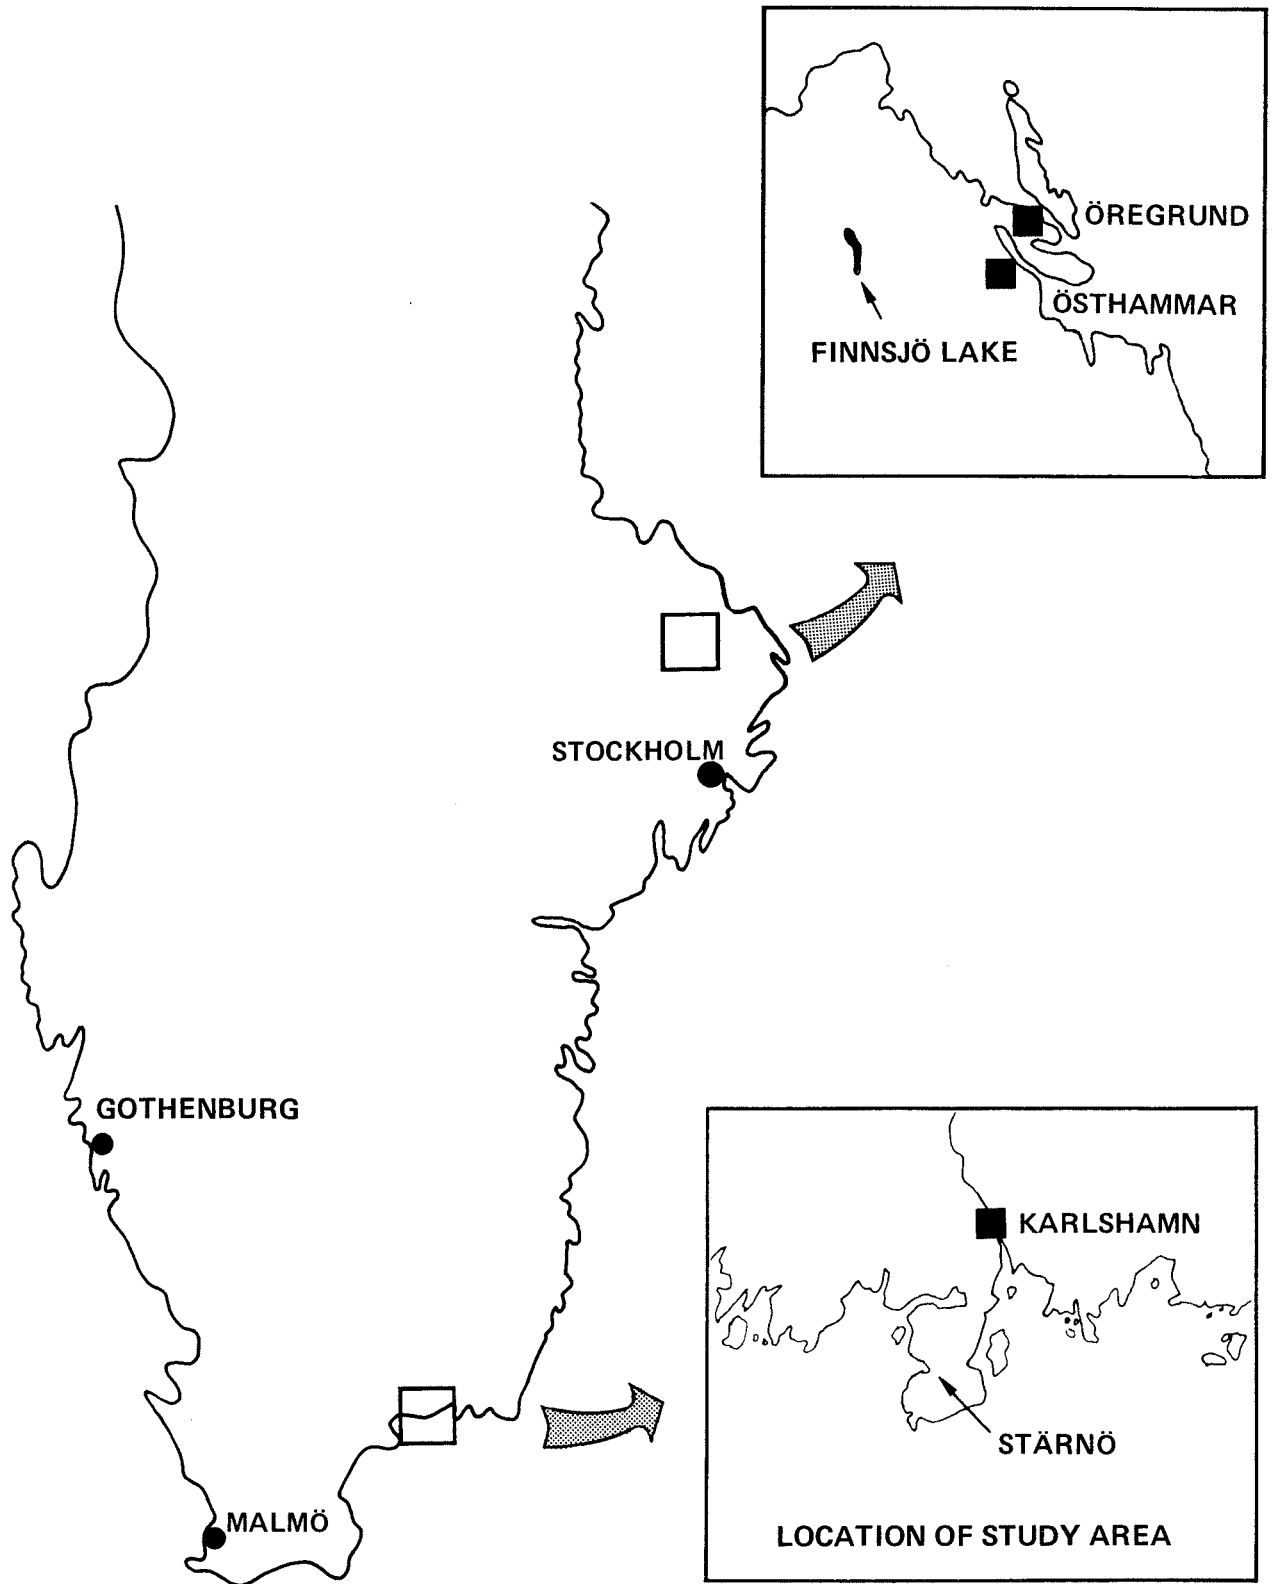 ÖREGRUND
ÖSTHAMMAR
FINNSJÖ LAKE
STOCKHOLM
GOTHENBURG
KARLSHAMN
STÄRNÖ
MALMÖ
LOCATION OF STUDY AREA